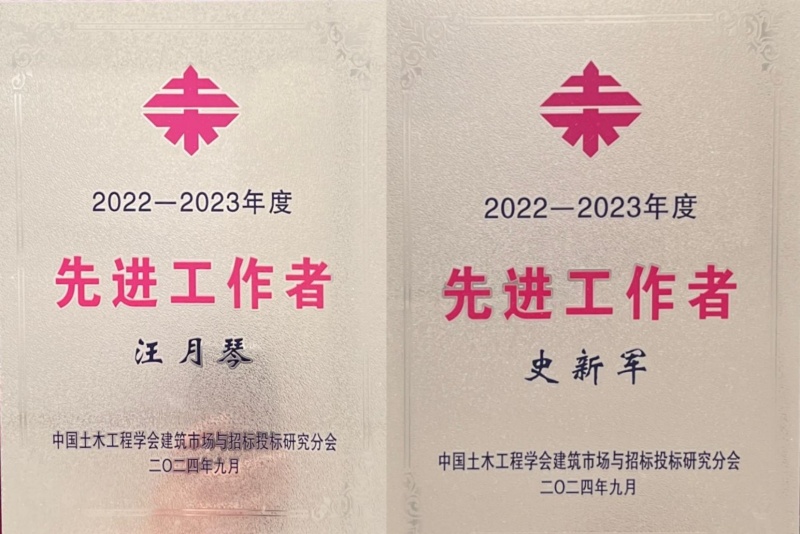 2022—2023年度
先进工作者
汪月琴
中国土木工程学会建筑市场与招标投标研究分会
二〇二四年九月
2022—2023年度
先进工作者
史新军
中国土木工程学会建筑市场与招标投标研究分会
二〇二四年九月